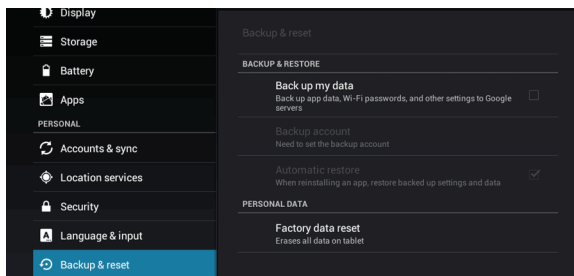 Display
Storage
Battery
Apps
PERSONAL
Accounts & sync
Location services
Security
Language & input
Backup & reset
Backup & reset
BACKUP & RESTORE
Back up my data
Back up app data, Wi-Fi passwords, and other settings to Google
servers
Backup account
Need to set the backup account
Automatic restore
When reinstalling an app, restore backed up settings and data
PERSONAL DATA
Factory data reset
Erases all data on tablet